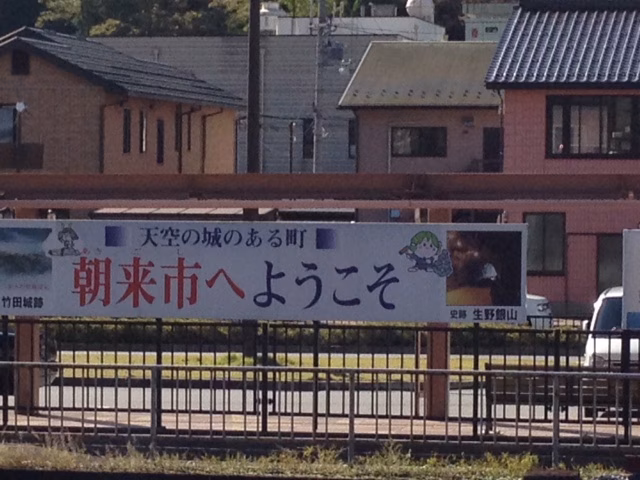 天空の城のある町
朝来市へようこそ
竹田城跡
史跡 生野銀山